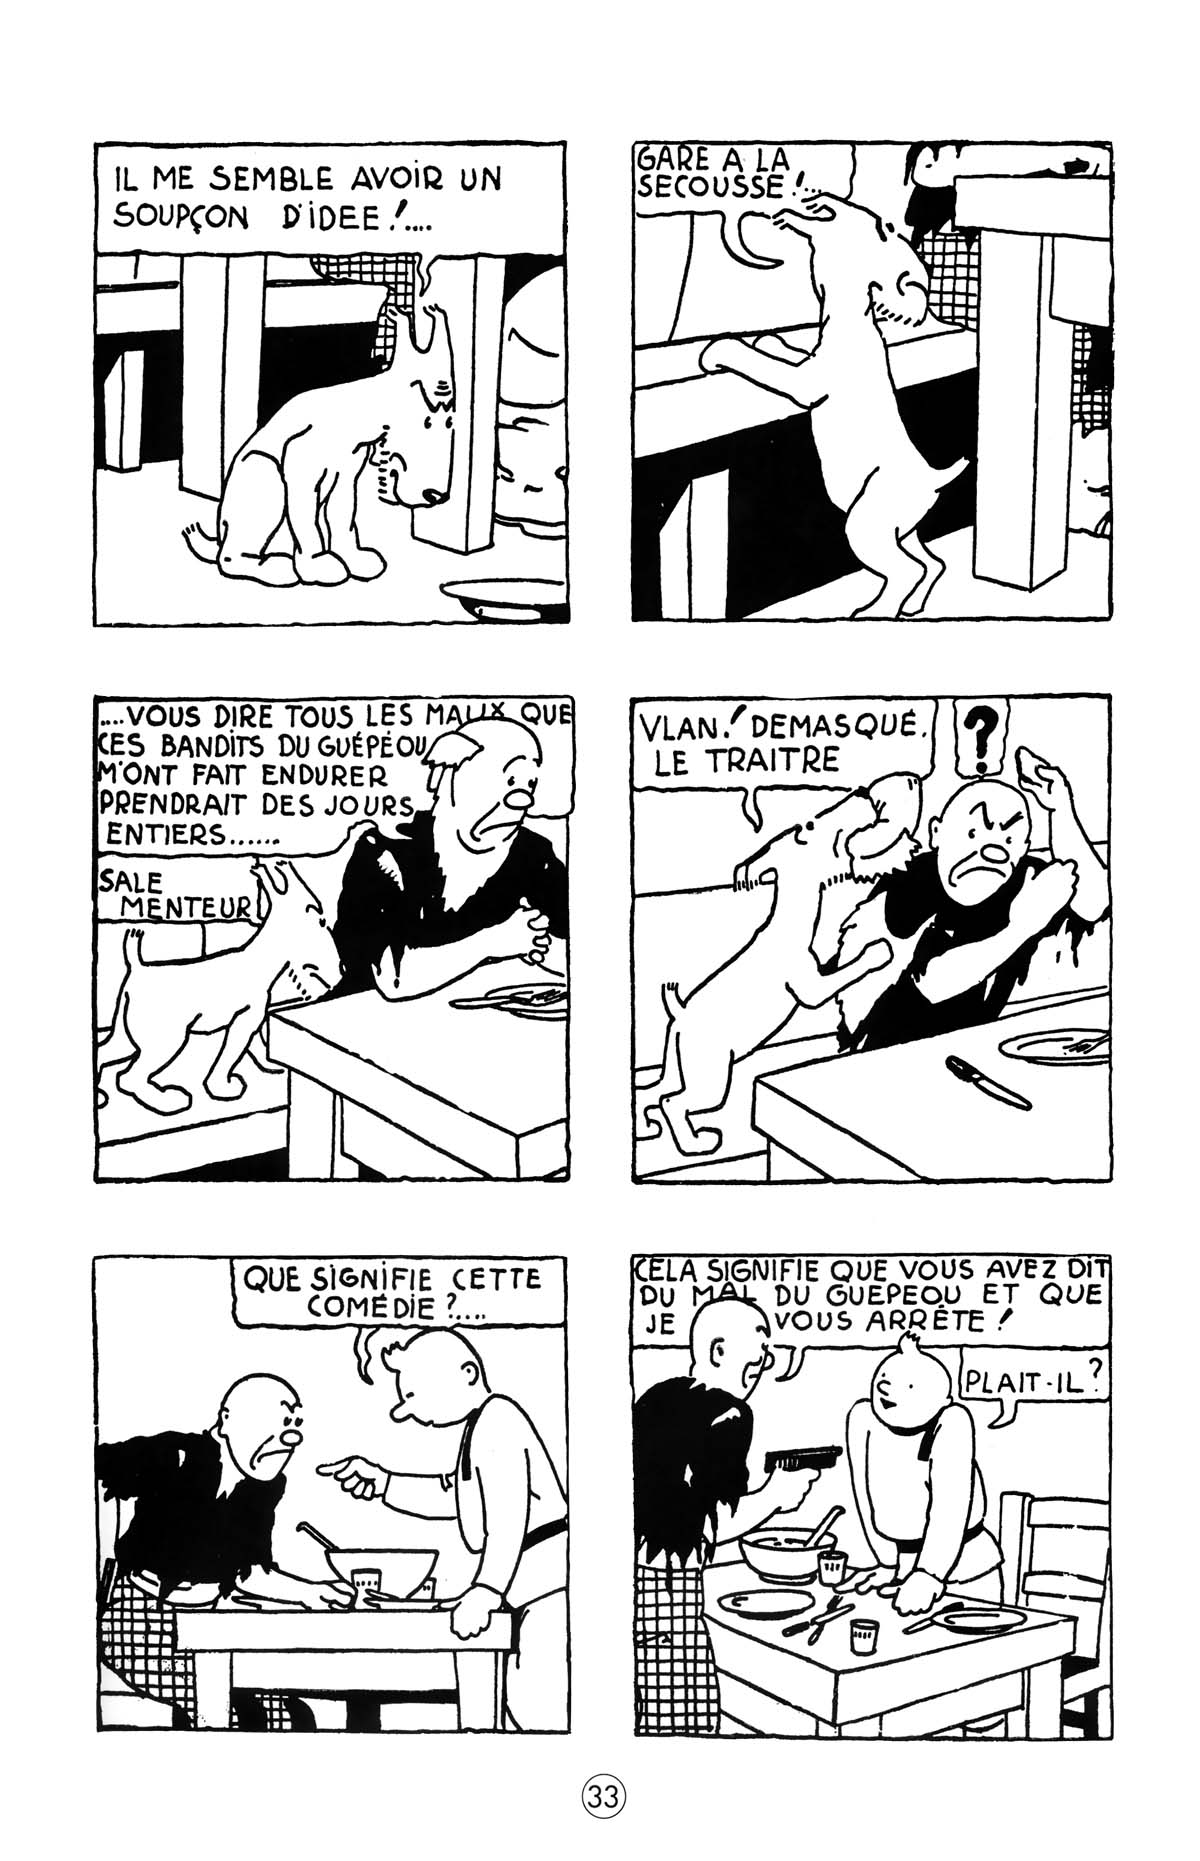 IL ME SEMBLE AVOIR UN
SOUPÇON D'IDEE !....
GARE A LA
SECOUSSE !...
....VOUS DIRE TOUS LES MAUX QUE
CES BANDITS DU GUÉPÉOU
M'ONT FAIT ENDURER
PRENDRAIT DES JOURS
ENTIERS......
SALE
MENTEUR
VLAN ! DEMASQUÉ.
LE TRAITRE
?
QUE SIGNIFIE CETTE
COMÉDIE ?....
CELA SIGNIFIE QUE VOUS AVEZ DIT
DU MAL DU GUEPEOU ET QUE
JE VOUS ARRÊTE !
PLAIT-IL ?
33